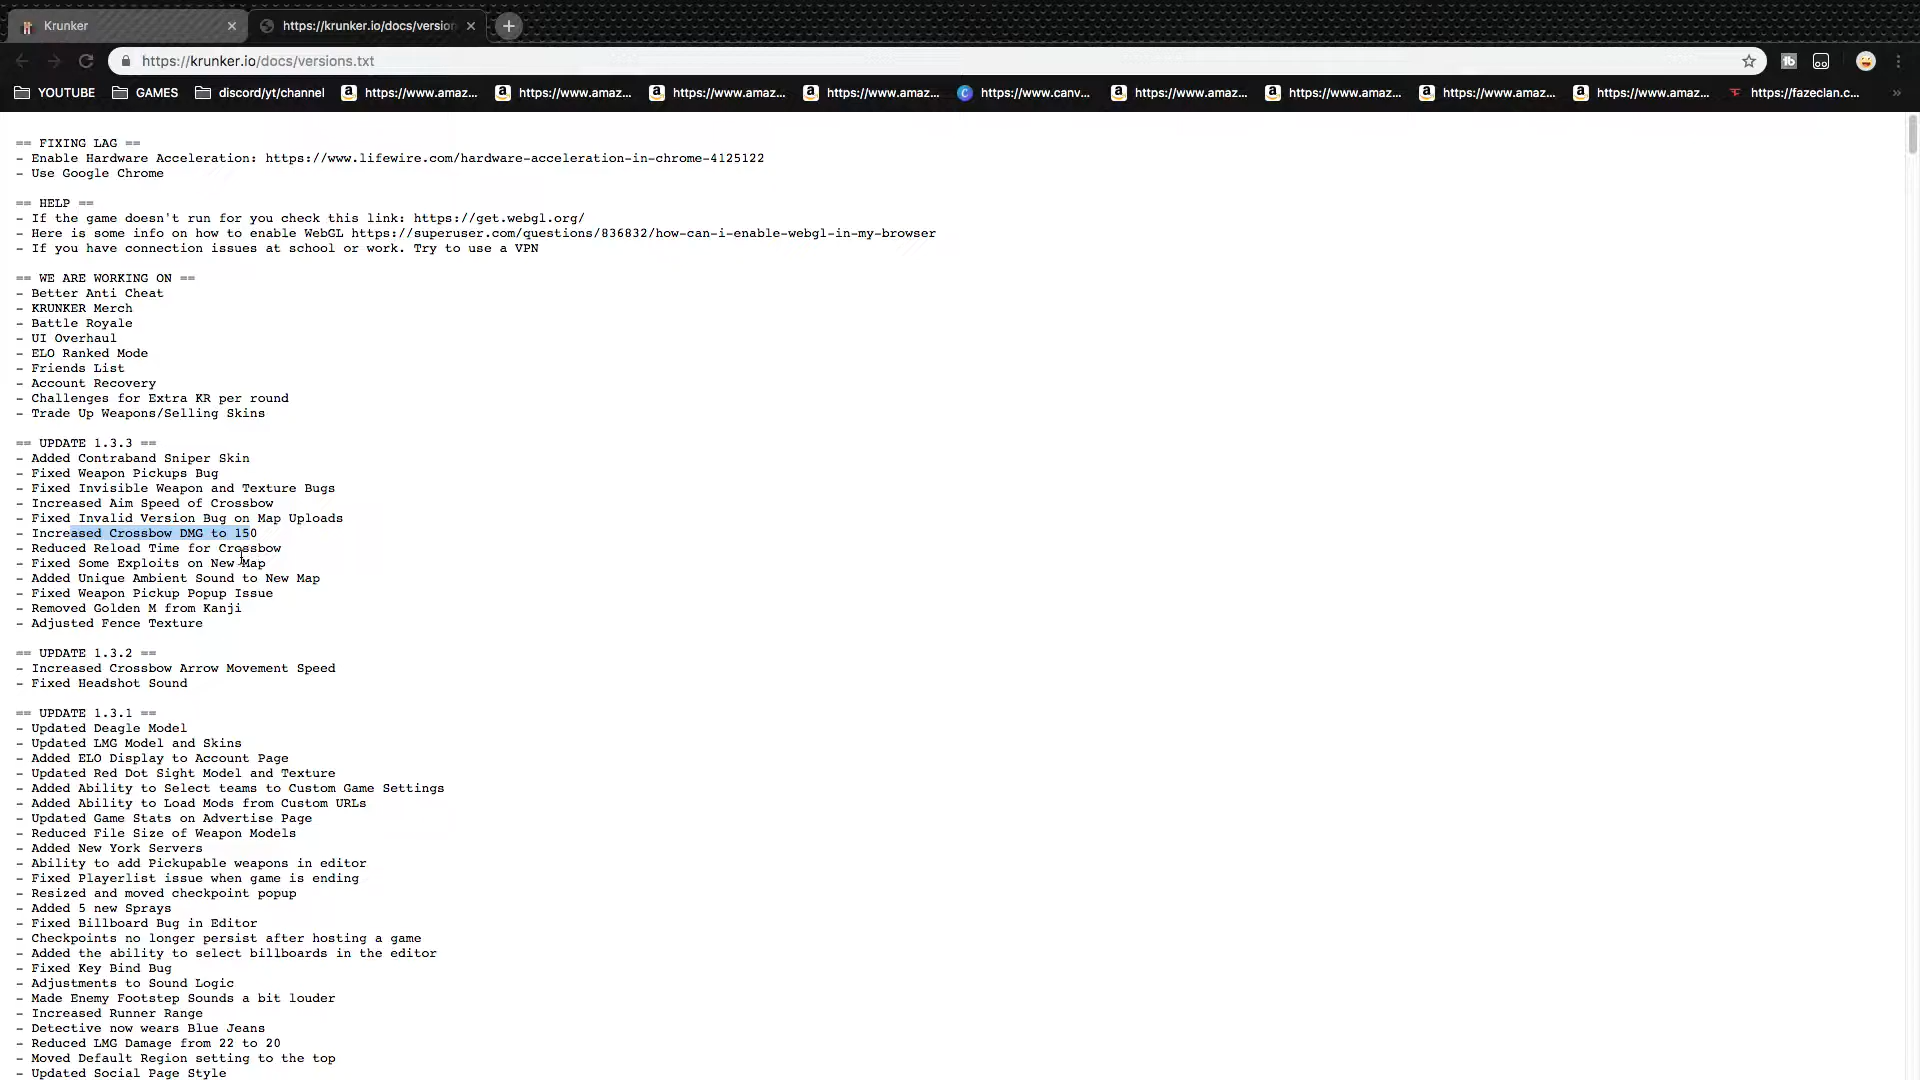 Krunker
https://krunker.io/docs/version
https://krunker.io/docs/versions.txt
YOUTUBE GAMES discord/yt/channel https://www.amaz... https://www.amaz... https://www.amaz... https://www.amaz... https://www.canv... https://www.amaz... https://www.amaz... https://www.amaz... https://www.amaz... https://fazeclan.c... »
== FIXING LAG ==
- Enable Hardware Acceleration: https://www.lifewire.com/hardware-acceleration-in-chrome-4125122
- Use Google Chrome
== HELP ==
- If the game doesn't run for you check this link: https://get.webgl.org/
- Here is some info on how to enable WebGL https://superuser.com/questions/836832/how-can-i-enable-webgl-in-my-browser
- If you have connection issues at school or work. Try to use a VPN
== WE ARE WORKING ON ==
- Better Anti Cheat
- KRUNKER Merch
- Battle Royale
- UI Overhaul
- ELO Ranked Mode
- Friends List
- Account Recovery
- Challenges for Extra KR per round
- Trade Up Weapons/Selling Skins
== UPDATE 1.3.3 ==
- Added Contraband Sniper Skin
- Fixed Weapon Pickups Bug
- Fixed Invisible Weapon and Texture Bugs
- Increased Aim Speed of Crossbow
- Fixed Invalid Version Bug on Map Uploads
- Increased Crossbow DMG to 150
- Reduced Reload Time for Crossbow
- Fixed Some Exploits on New Map
- Added Unique Ambient Sound to New Map
- Fixed Weapon Pickup Popup Issue
- Removed Golden M from Kanji
- Adjusted Fence Texture
== UPDATE 1.3.2 ==
- Increased Crossbow Arrow Movement Speed
- Fixed Headshot Sound
== UPDATE 1.3.1 ==
- Updated Deagle Model
- Updated LMG Model and Skins
- Added ELO Display to Account Page
- Updated Red Dot Sight Model and Texture
- Added Ability to Select teams to Custom Game Settings
- Added Ability to Load Mods from Custom URLs
- Updated Game Stats on Advertise Page
- Reduced File Size of Weapon Models
- Added New York Servers
- Ability to add Pickupable weapons in editor
- Fixed Playerlist issue when game is ending
- Resized and moved checkpoint popup
- Added 5 new Sprays
- Fixed Billboard Bug in Editor
- Checkpoints no longer persist after hosting a game
- Added the ability to select billboards in the editor
- Fixed Key Bind Bug
- Adjustments to Sound Logic
- Made Enemy Footstep Sounds a bit louder
- Increased Runner Range
- Detective now wears Blue Jeans
- Reduced LMG Damage from 22 to 20
- Moved Default Region setting to the top
- Updated Social Page Style